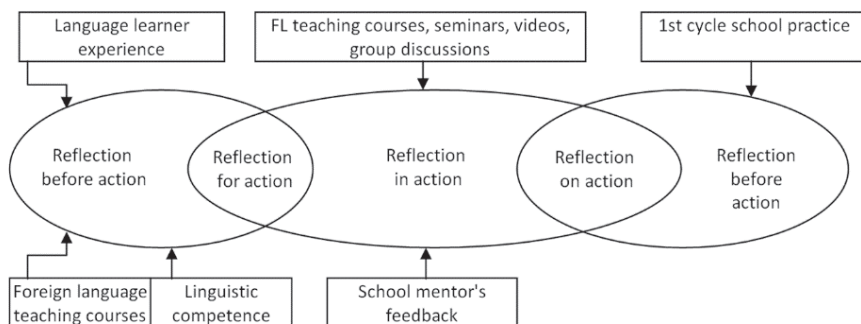 Language learner
experience
FL teaching courses, seminars, videos,
group discussions
1st cycle school practice
Reflection
before action
Reflection
for action
Reflection
in action
Reflection
on action
Reflection
before
action
Foreign language
teaching courses
Linguistic
competence
School mentor's
feedback